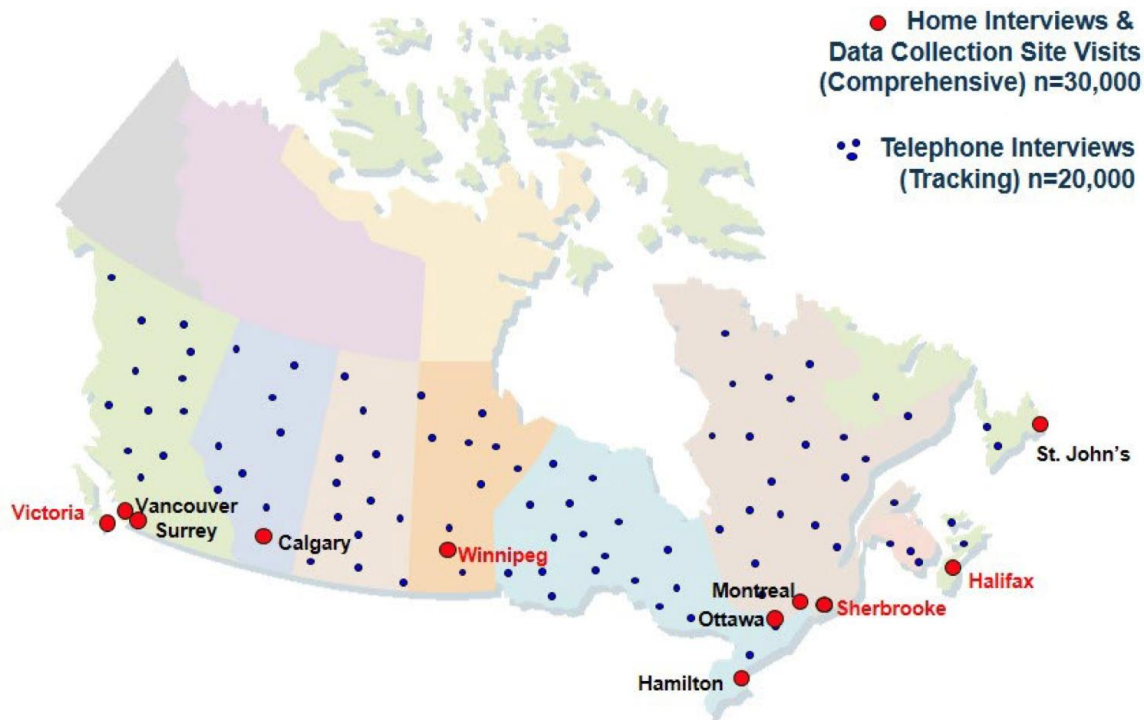 Home Interviews &
Data Collection Site Visits
(Comprehensive) n=30,000
Telephone Interviews
(Tracking) n=20,000
St. John's
Victoria
Vancouver
Surrey
Calgary
Winnipeg
Halifax
Montreal
Sherbrooke
Ottawa
Hamilton